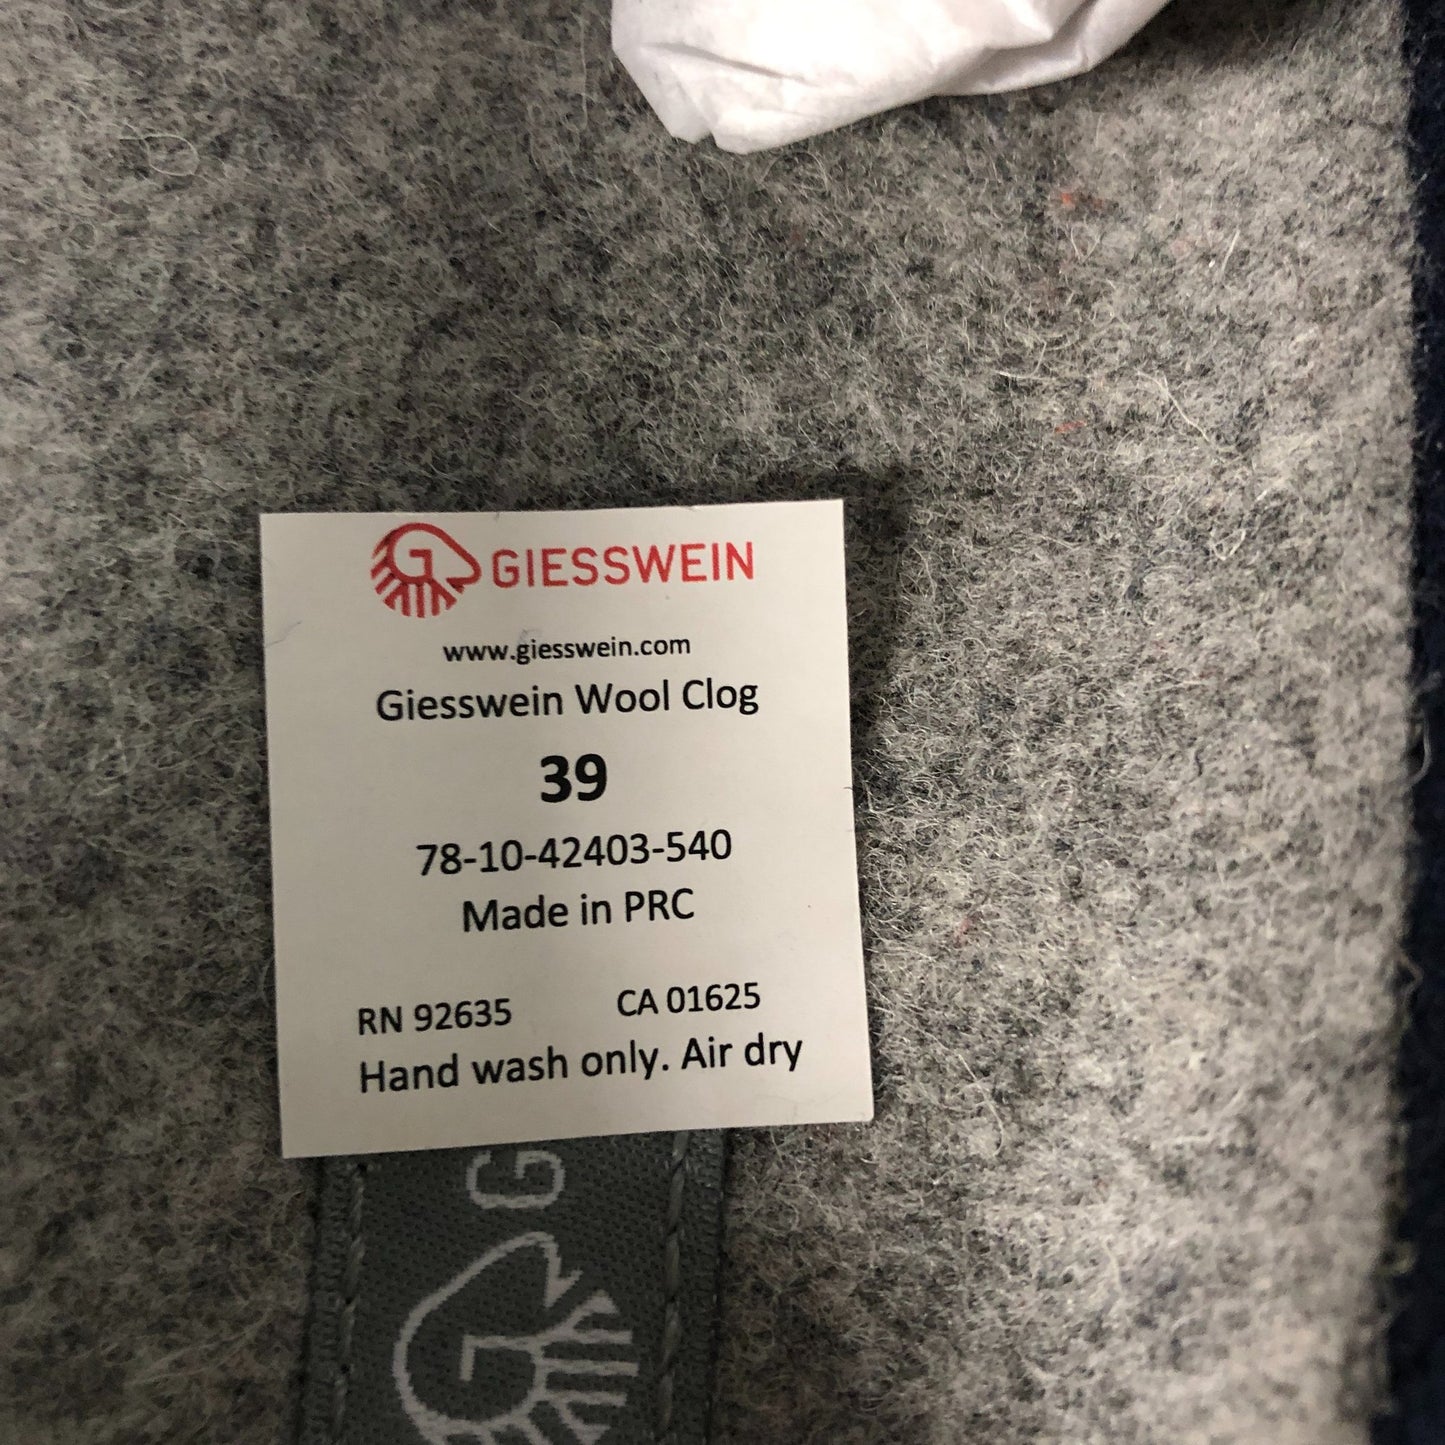 GIESSWEIN
www.giesswein.com
Giesswein Wool Clog
39
78-10-42403-540
Made in PRC
RN 92635 CA 01625
Hand wash only. Air dry
G
G